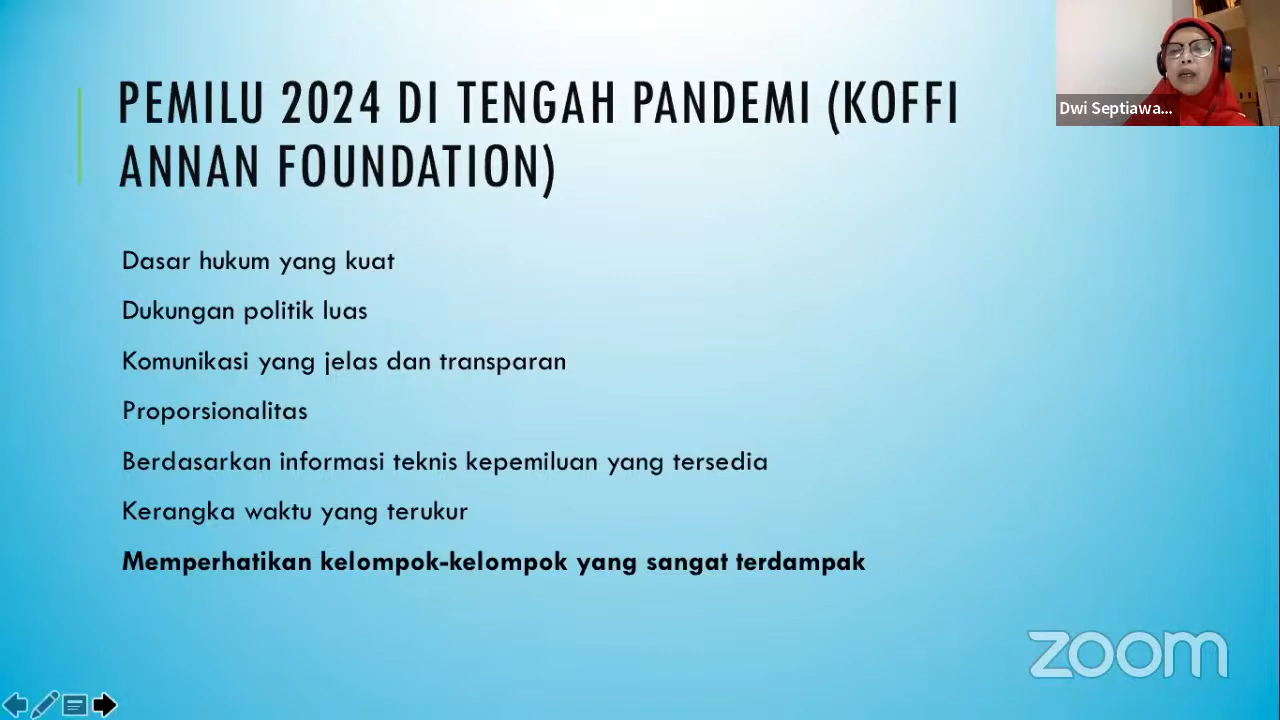 PEMILU 2024 DI TENGAH PANDEMI (KOFFI
ANNAN FOUNDATION)
Dwi Septiawa...
Dasar hukum yang kuat
Dukungan politik luas
Komunikasi yang jelas dan transparan
Proporsionalitas
Berdasarkan informasi teknis kepemiluan yang tersedia
Kerangka waktu yang terukur
Memperhatikan kelompok-kelompok yang sangat terdampak
zoom